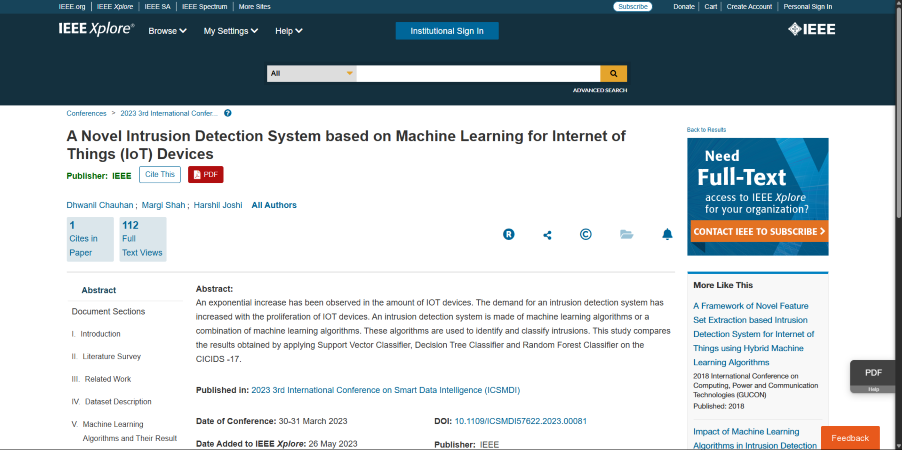 IEEE.org | IEEE Xplore | IEEE SA | IEEE Spectrum | More Sites
Subscribe
Donate | Cart | Create Account | Personal Sign In
IEEE Xplore®
Browse
My Settings
Help
Institutional Sign In
IEEE
All
ADVANCED SEARCH
Conferences > 2023 3rd International Confer... ?
A Novel Intrusion Detection System based on Machine Learning for Internet of
Things (IoT) Devices
Publisher: IEEE
Cite This
PDF
Dhwanil Chauhan ; Margi Shah ; Harshil Joshi All Authors
1
Cites in
Paper
112
Full
Text Views
R
©
Abstract
Document Sections
I. Introduction
II. Literature Survey
III. Related Work
IV. Dataset Description
V. Machine Learning
Algorithms and Their Result
Abstract:
An exponential increase has been observed in the amount of IOT devices. The demand for an intrusion detection system has
increased with the proliferation of IOT devices. An intrusion detection system is made of machine learning algorithms or a
combination of machine learning algorithms. These algorithms are used to identify and classify intrusions. This study compares
the results obtained by applying Support Vector Classifier, Decision Tree Classifier and Random Forest Classifier on the
CICIDS -17.
Published in: 2023 3rd International Conference on Smart Data Intelligence (ICSMDI)
Date of Conference: 30-31 March 2023
DOI: 10.1109/ICSMDI57622.2023.00081
Date Added to IEEE Xplore: 26 May 2023
Publisher: IEEE
Back to Results
Need
Full-Text
access to IEEE Xplore
for your organization?
CONTACT IEEE TO SUBSCRIBE >
More Like This
A Framework of Novel Feature
Set Extraction based Intrusion
Detection System for Internet of
Things using Hybrid Machine
Learning Algorithms
2018 International Conference on
Computing, Power and Communication
Technologies (GUCON)
Published: 2018
Impact of Machine Learning
Algorithms in Intrusion Detection
PDF
Help
Feedback